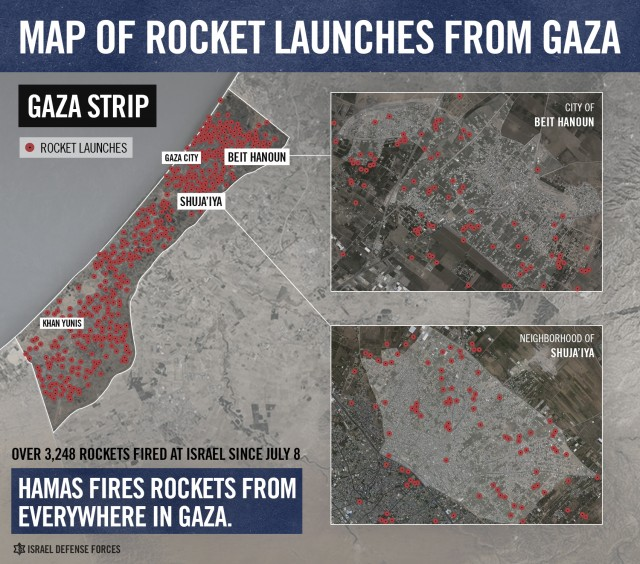 MAP OF ROCKET LAUNCHES FROM GAZA
GAZA STRIP
ROCKET LAUNCHES
GAZA CITY
BEIT HANOUN
SHUJA'IYA
KHAN YUNIS
CITY OF
BEIT HANOUN
NEIGHBORHOOD OF
SHUJA'IYA
OVER 3,248 ROCKETS FIRED AT ISRAEL SINCE JULY 8
HAMAS FIRES ROCKETS FROM
EVERYWHERE IN GAZA.
ISRAEL DEFENSE FORCES